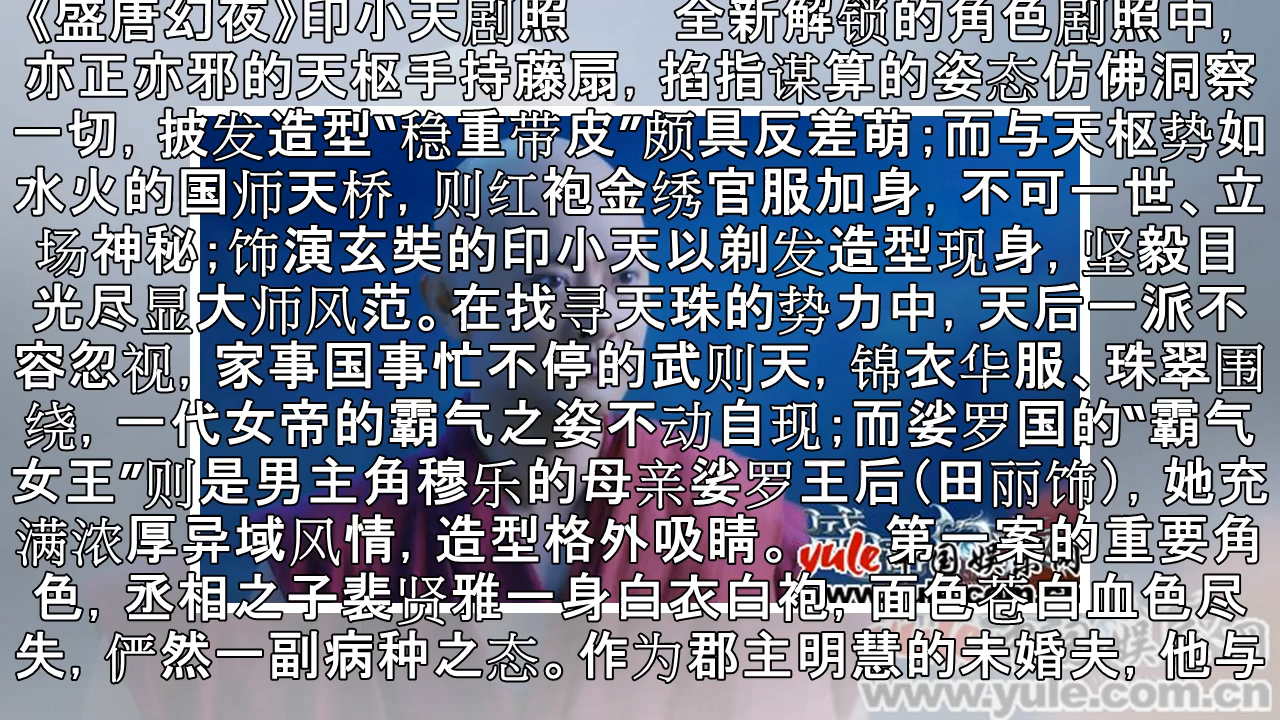 《盛唐幻夜》印小天剧照　　全新解锁的角色剧照中,
亦正亦邪的天枢手持藤扇,掐指谋算的姿态仿佛洞察
一切,披发造型“稳重带皮”颇具反差萌;而与天枢势如
水火的国师天桥,则红袍金绣官服加身,不可一世、立
场神秘;饰演玄奘的印小天以剃发造型现身,坚毅目
光尽显大师风范。在找寻天珠的势力中,天后一派不
容忽视,家事国事忙不停的武则天,锦衣华服、珠翠围
绕,一代女帝的霸气之姿不动自现;而娑罗国的“霸气
女王”则是男主角穆乐的母亲娑罗王后(田丽饰),她充
满浓厚异域风情,造型格外吸睛。　　第一案的重要角
色,丞相之子裴贤雅一身白衣白袍,面色苍白血色尽
失,俨然一副病种之态。作为郡主明慧的未婚夫,他与
yule 中国娱乐网
www.yule.com.cn